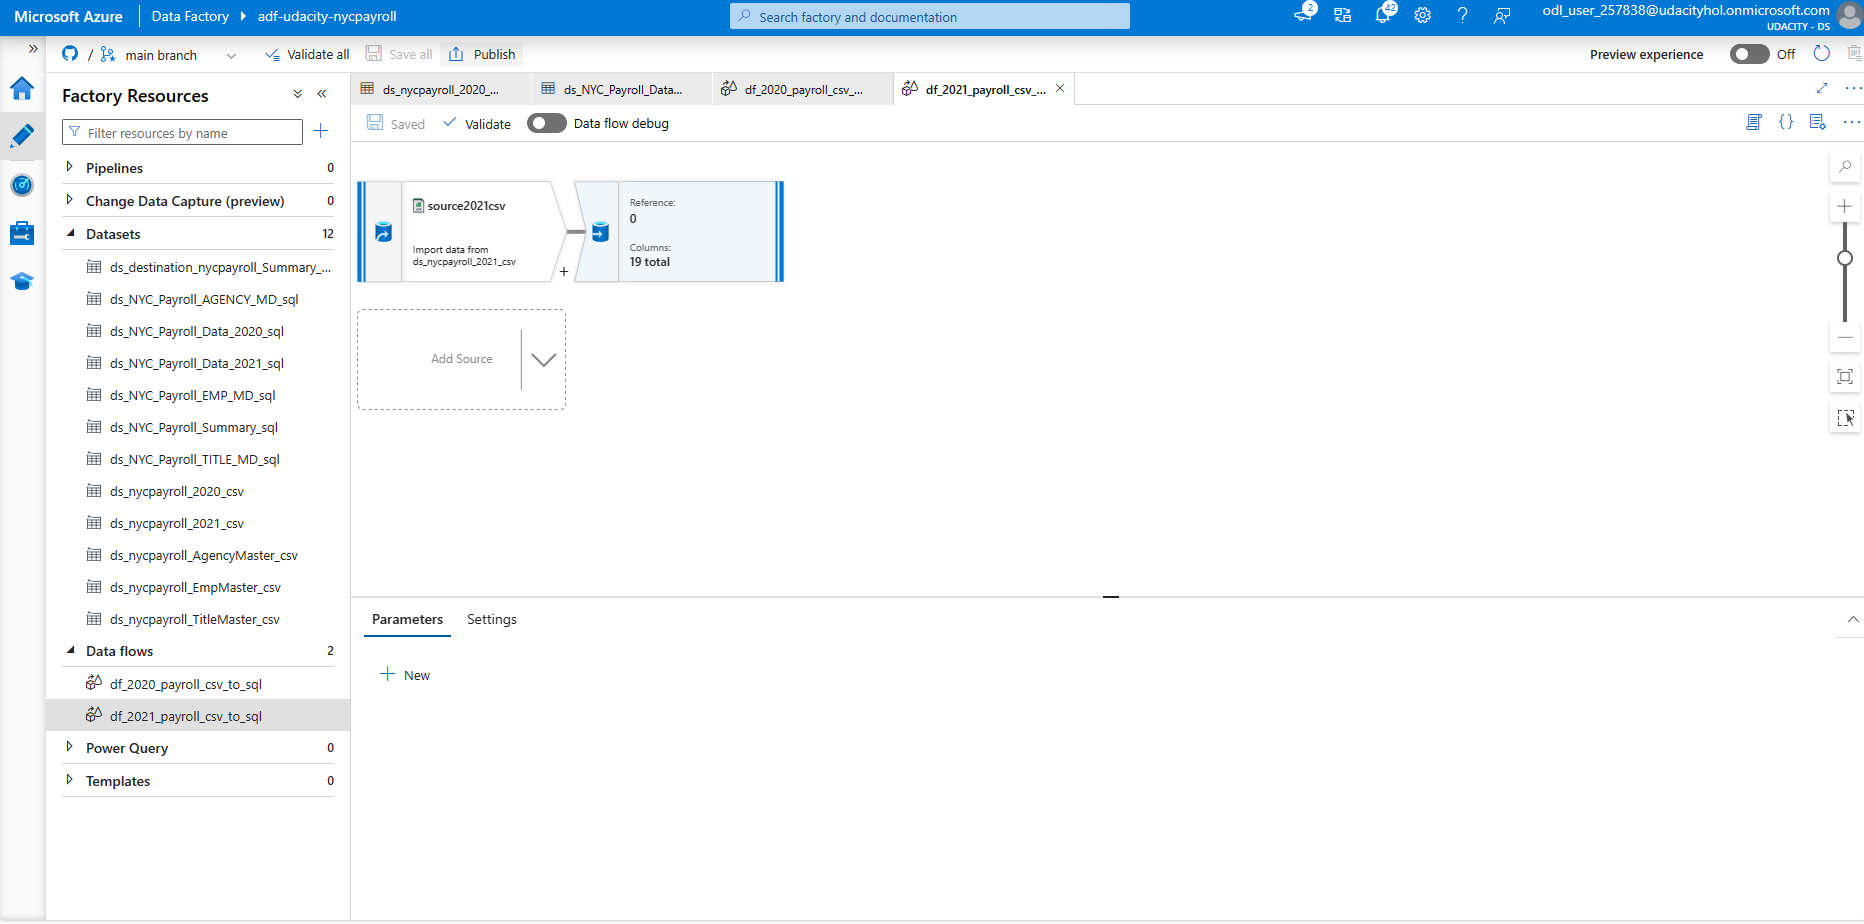 Microsoft Azure
Data Factory
adf-udacity-nycpayroll
Search factory and documentation
2
42
odl_user_257838@udacityhol.onmicrosoft.com
UDACITY - DS
/ main branch
Validate all
Save all
Publish
Preview experience
Off
Factory Resources
Filter resources by name
Pipelines 0
Change Data Capture (preview) 0
Datasets 12
ds_destination_nycpayroll_Summary_...
ds_NYC_Payroll_AGENCY_MD_sql
ds_NYC_Payroll_Data_2020_sql
ds_NYC_Payroll_Data_2021_sql
ds_NYC_Payroll_EMP_MD_sql
ds_NYC_Payroll_Summary_sql
ds_NYC_Payroll_TITLE_MD_sql
ds_nycpayroll_2020_csv
ds_nycpayroll_2021_csv
ds_nycpayroll_AgencyMaster_csv
ds_nycpayroll_EmpMaster_csv
ds_nycpayroll_TitleMaster_csv
Data flows 2
df_2020_payroll_csv_to_sql
df_2021_payroll_csv_to_sql
Power Query 0
Templates 0
ds_nycpayroll_2020_...
ds_NYC_Payroll_Data...
df_2020_payroll_csv_...
df_2021_payroll_csv_...
Saved
Validate
Data flow debug
source2021csv
Import data from
ds_nycpayroll_2021_csv
Reference:
0
Columns:
19 total
Add Source
Parameters
Settings
New